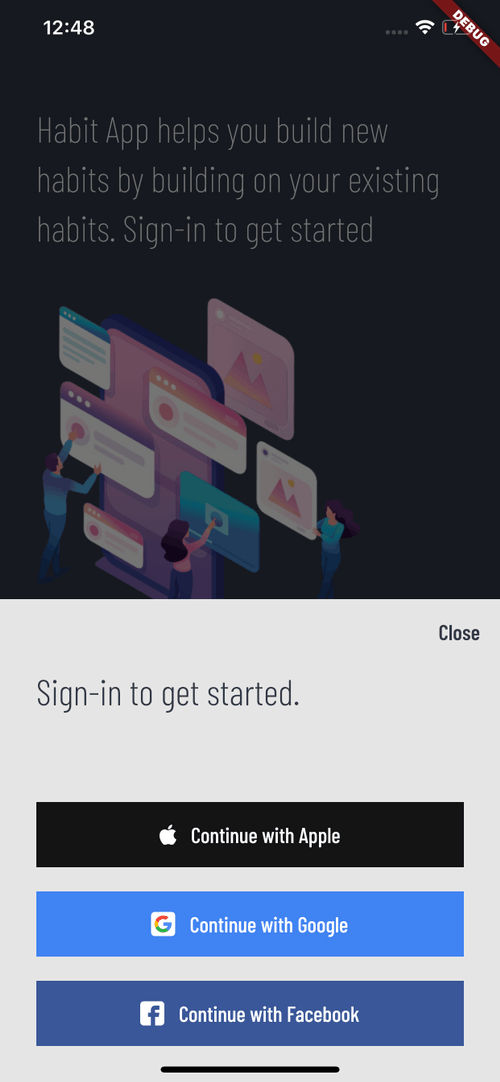 12:48
DEBUG
Habit App helps you build new
habits by building on your existing
habits. Sign-in to get started
Close
Sign-in to get started.
Continue with Apple
Continue with Google
Continue with Facebook